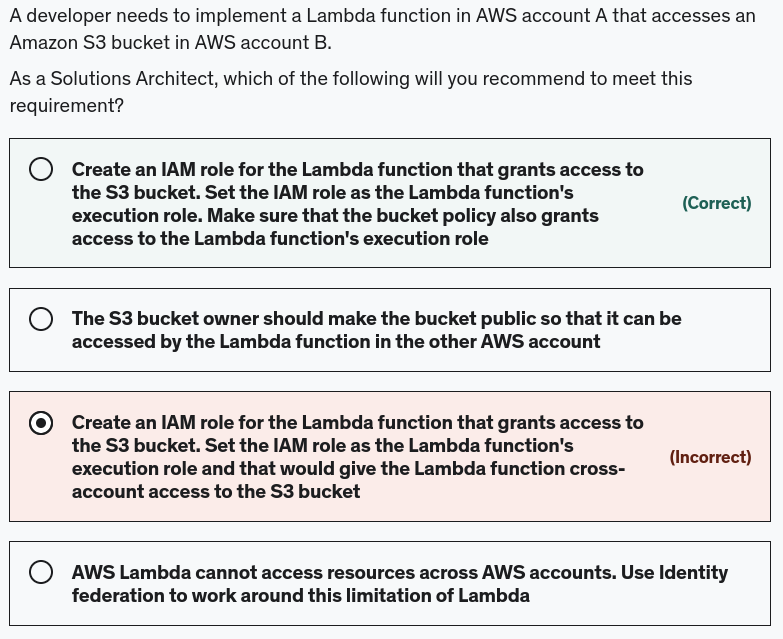 A developer needs to implement a Lambda function in AWS account A that accesses an
Amazon S3 bucket in AWS account B.
As a Solutions Architect, which of the following will you recommend to meet this
requirement?
Create an IAM role for the Lambda function that grants access to
the S3 bucket. Set the IAM role as the Lambda function's
execution role. Make sure that the bucket policy also grants
access to the Lambda function's execution role
(Correct)
The S3 bucket owner should make the bucket public so that it can be
accessed by the Lambda function in the other AWS account
Create an IAM role for the Lambda function that grants access to
the S3 bucket. Set the IAM role as the Lambda function's
execution role and that would give the Lambda function cross-
account access to the S3 bucket
(Incorrect)
AWS Lambda cannot access resources across AWS accounts. Use Identity
federation to work around this limitation of Lambda